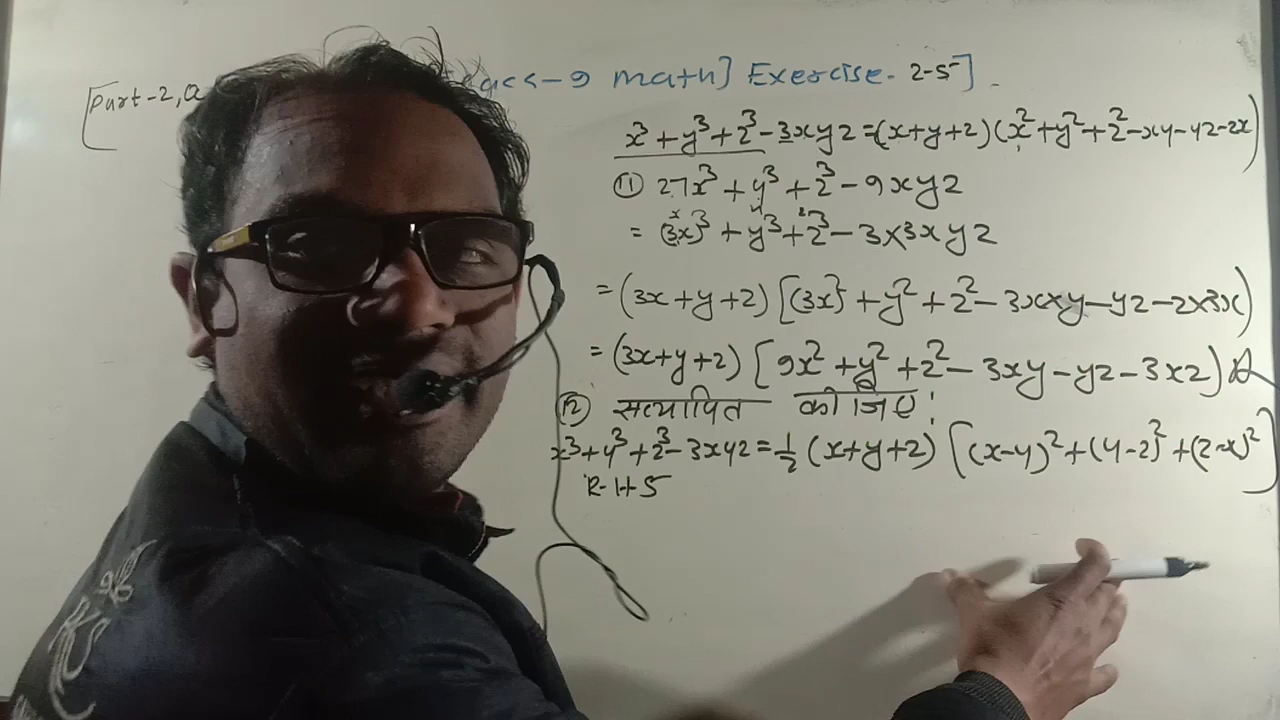 [Part-2, Class-9 math] Exercise. 2-5]
x³+y³+z³-3xyz=(x+y+z)(x²+y²+z²-xy-yz-zx)
⑪ 27x³+y³+z³-9xyz
= (3x)³+y³+z³-3×3xyz
=(3x+y+z)[(3x)²+y²+z²-3x×y-yz-z×3x)
=(3x+y+z)[9x²+y²+z²-3xy-yz-3xz)
⑫ सत्यापित कीजिए!
x³+y³+z³-3xyz=½(x+y+z)[(x-y)²+(y-z)²+(z-x)²]
R-H-S